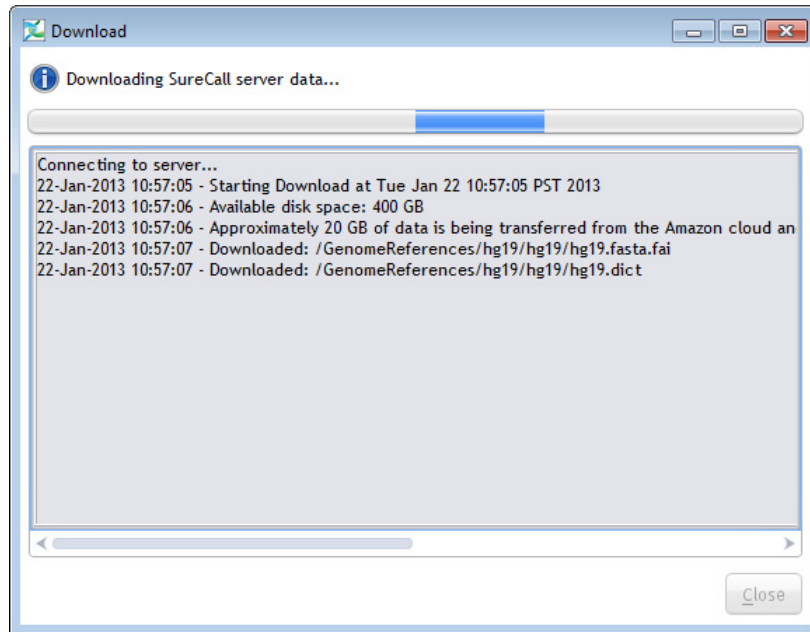 Download
Downloading SureCall server data...
Connecting to server...
22-Jan-2013 10:57:05 - Starting Download at Tue Jan 22 10:57:05 PST 2013
22-Jan-2013 10:57:06 - Available disk space: 400 GB
22-Jan-2013 10:57:06 - Approximately 20 GB of data is being transferred from the Amazon cloud an
22-Jan-2013 10:57:07 - Downloaded: /GenomeReferences/hg19/hg19/hg19.fasta.fai
22-Jan-2013 10:57:07 - Downloaded: /GenomeReferences/hg19/hg19/hg19.dict
Close